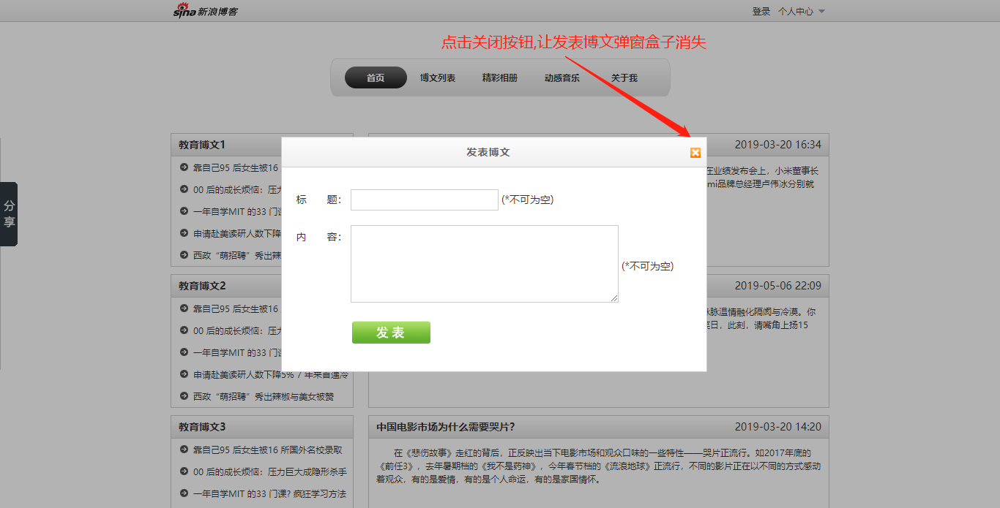 sina 新浪博客
登录 个人中心
点击关闭按钮,让发表博文弹窗盒子消失
首页 博文列表 精彩相册 动感音乐 关于我
教育博文1
2019-03-20 16:34
靠自己95 后女生被16
00 后的成长烦恼：压力
一年自学MIT 的33 门课
申请赴美读研人数下降
西政“萌招聘”秀出辣
在业绩发布会上，小米董事长
mi品牌总经理卢伟冰分别就
分享
发表博文
标 题：
(*不可为空)
内 容：
(*不可为空)
发 表
教育博文2
2019-05-06 22:09
靠自己95 后女生被16
00 后的成长烦恼：压力
一年自学MIT 的33 门课
申请赴美读研人数下降5% 7 年来首遇冷
西政“萌招聘”秀出辣椒与美女被赞
脉温情融化隔阂与冷漠。你
日，此刻，请嘴角上扬15
教育博文3
靠自己95 后女生被16 所国外名校录取
00 后的成长烦恼：压力巨大成隐形杀手
一年自学MIT 的33 门课? 疯狂学习方法
中国电影市场为什么需要哭片？
2019-03-20 14:20
在《悲伤故事》走红的背后，正反映出当下电影市场和观众口味的一些特性——哭片正流行。如2017年底的
《前任3》，去年暑期档的《我不是药神》，今年春节档的《流浪地球》正流行，不同的影片正在以不同的方式感动
着观众，有的是爱情，有的是个人命运，有的是家国情怀。